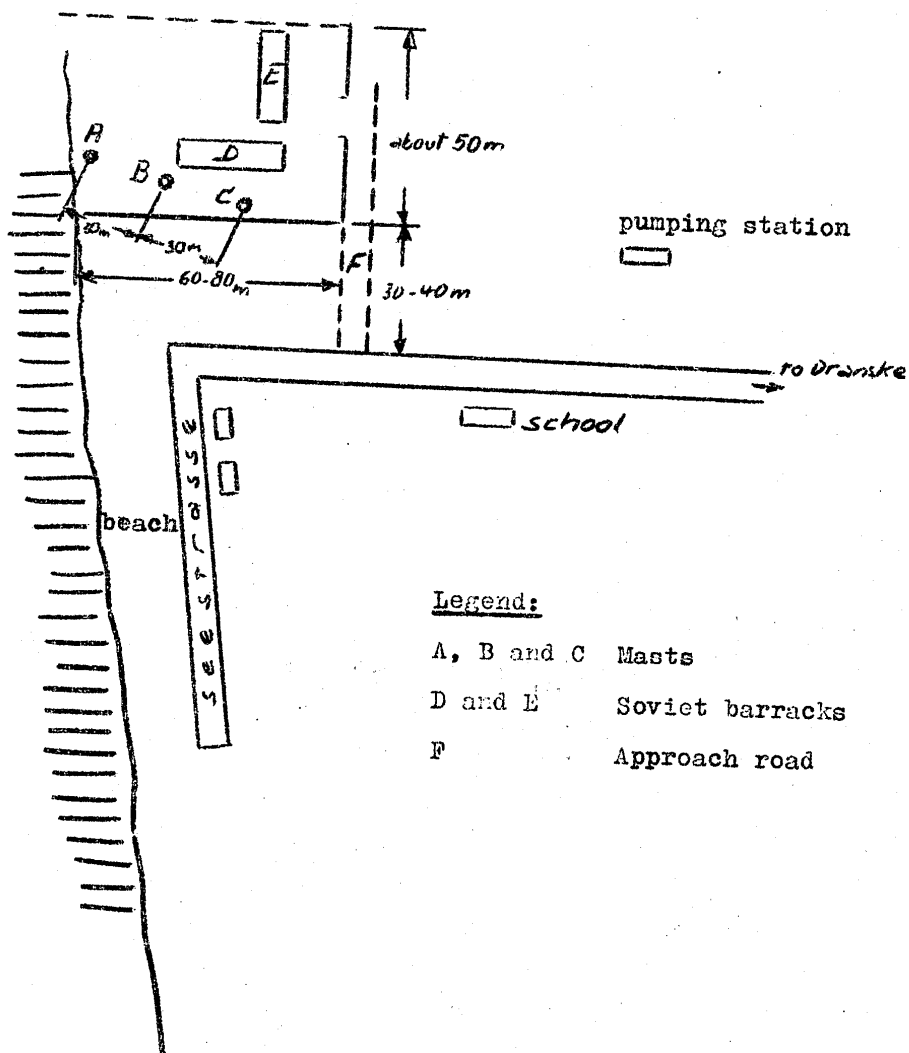 E
A
about 50m
D
B
C
pumping station
30m
30m
F
60-80m
30-40m
to Dranske
school
seestrasse
beach
Legend:
A, B and C Masts
D and E Soviet barracks
F Approach road